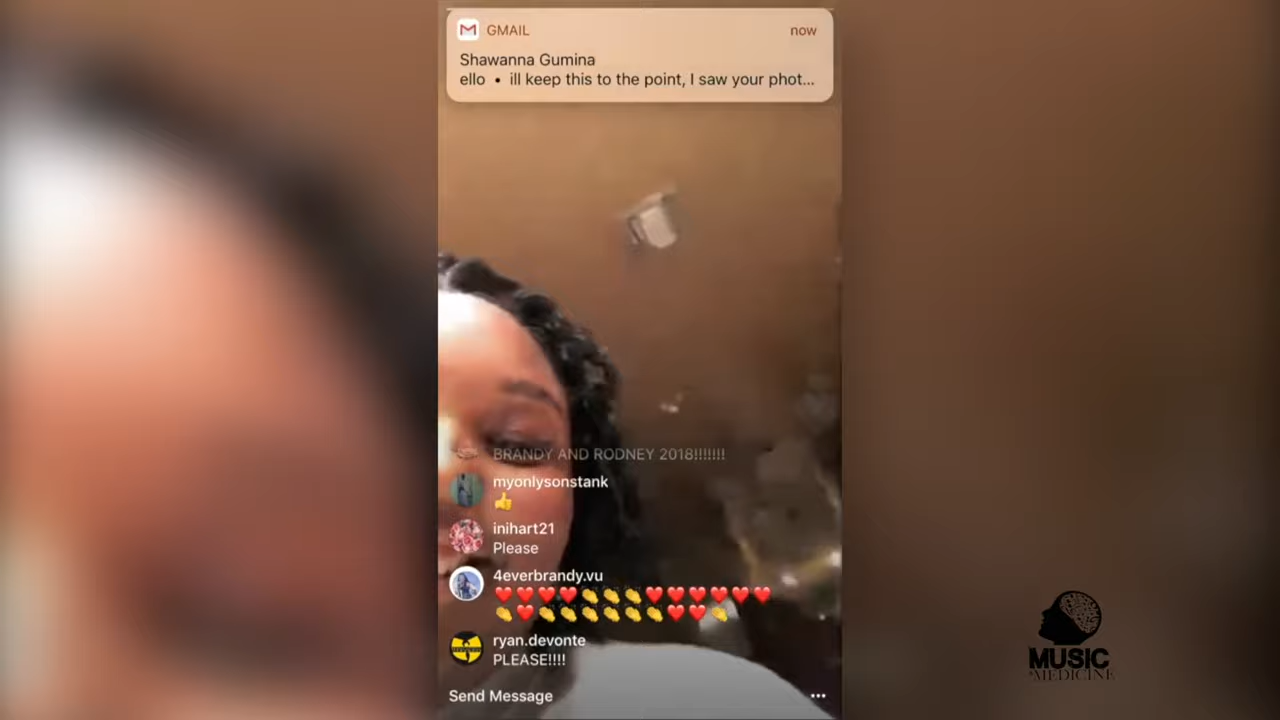 GMAIL now
Shawanna Gumina
ello • ill keep this to the point, I saw your phot...
BRANDY AND RODNEY 2018!!!!!!!
myonlysonstank
👍
inihart21
Please
4everbrandy.vu
❤️❤️❤️❤️👏👏👏❤️❤️❤️❤️❤️❤️
👏❤️👏👏👏👏👏👏❤️❤️👏
ryan.devonte
PLEASE!!!!
Send Message
MUSIC
MEDICINE